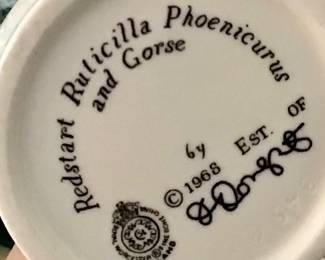 Redstart Ruticilla Phoenicurus
and Gorse
by
© 1968 EST. OF